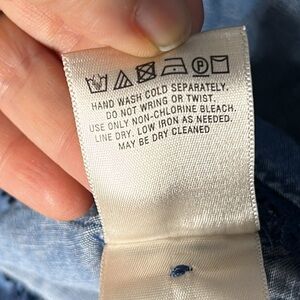 HAND WASH COLD SEPARATELY.
DO NOT WRING OR TWIST.
USE ONLY NON-CHLORINE BLEACH.
LINE DRY. LOW IRON AS NEEDED.
MAY BE DRY CLEANED